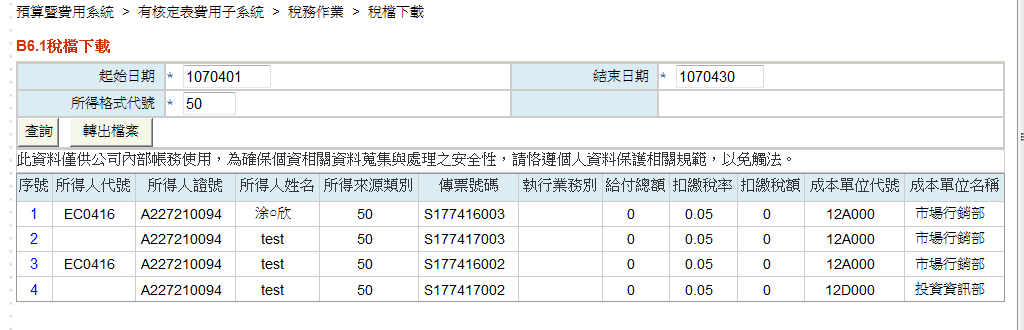 預算暨費用系統 > 有核定表費用子系統 > 稅務作業 > 稅檔下載
B6.1稅檔下載
起始日期 * 1070401 結束日期 * 1070430
所得格式代號 * 50
查詢 轉出檔案
此資料僅供公司內部帳務使用，為確保個資相關資料蒐集與處理之安全性，請恪遵個人資料保護相關規範，以免觸法。
序號 所得人代號 所得人證號 所得人姓名 所得來源類別 傳票號碼 執行業務別 給付總額 扣繳稅率 扣繳稅額 成本單位代號 成本單位名稱
1 EC0416 A227210094 涂○欣 50 S177416003 0 0.05 0 12A000 市場行銷部
2 A227210094 test 50 S177417003 0 0.05 0 12A000 市場行銷部
3 EC0416 A227210094 test 50 S177416002 0 0.05 0 12A000 市場行銷部
4 A227210094 test 50 S177417002 0 0.05 0 12D000 投資資訊部